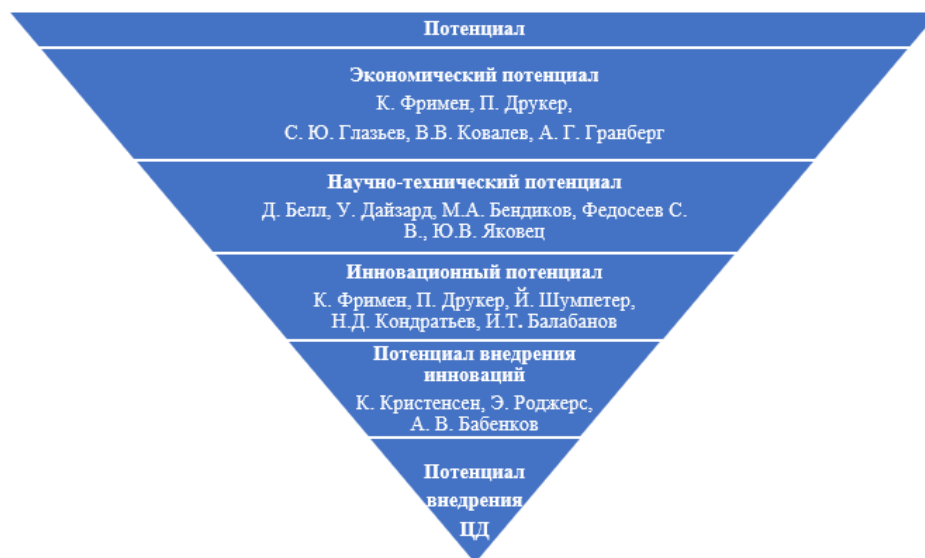 Потенциал
Экономический потенциал
К. Фримен, П. Друкер,
С. Ю. Глазьев, В.В. Ковалев, А. Г. Гранберг
Научно-технический потенциал
Д. Белл, У. Дайзард, М.А. Бендиков, Федосеев С.
В., Ю.В. Яковец
Инновационный потенциал
К. Фримен, П. Друкер, Й. Шумпетер,
Н.Д. Кондратьев, И.Т. Балабанов
Потенциал внедрения
инноваций
К. Кристенсен, Э. Роджерс,
А. В. Бабенков
Потенциал
внедрения
ЦД